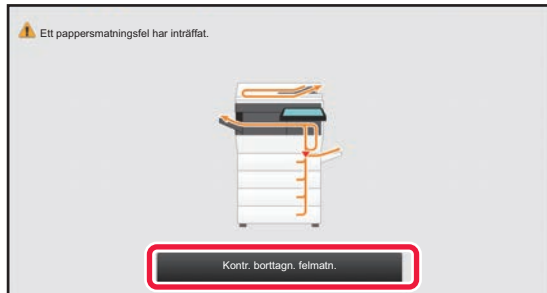 Ett pappersmatningsfel har inträffat.
Kontr. borttagn. felmatn.